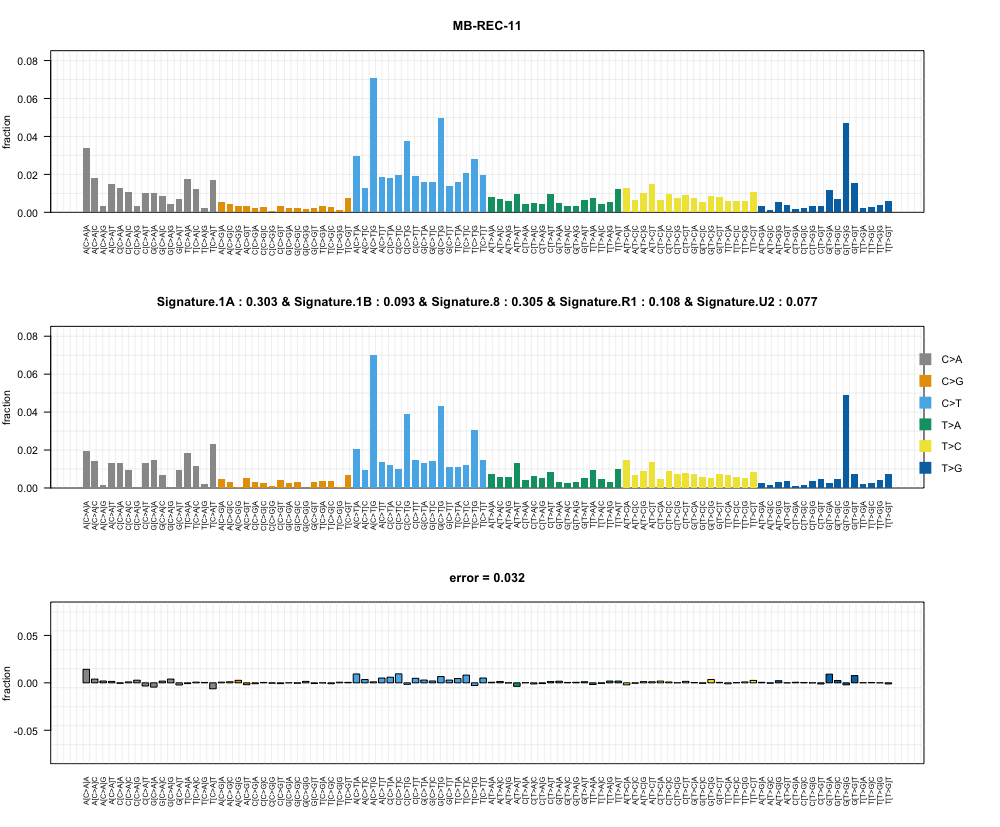 MB-REC-11
0.08
0.06
0.04
0.02
0.00
fraction
A[C>A]A A[C>A]C A[C>A]G A[C>A]T C[C>A]A C[C>A]C C[C>A]G C[C>A]T G[C>A]A G[C>A]C G[C>A]G G[C>A]T T[C>A]A T[C>A]C T[C>A]G T[C>A]T A[C>G]A A[C>G]C A[C>G]G A[C>G]T C[C>G]A C[C>G]C C[C>G]G C[C>G]T G[C>G]A G[C>G]C G[C>G]G G[C>G]T T[C>G]A T[C>G]C T[C>G]G T[C>G]T A[C>T]A A[C>T]C A[C>T]G A[C>T]T C[C>T]A C[C>T]C C[C>T]G C[C>T]T G[C>T]A G[C>T]C G[C>T]G G[C>T]T T[C>T]A T[C>T]C T[C>T]G T[C>T]T A[T>A]A A[T>A]C A[T>A]G A[T>A]T C[T>A]A C[T>A]C C[T>A]G C[T>A]T G[T>A]A G[T>A]C G[T>A]G G[T>A]T T[T>A]A T[T>A]C T[T>A]G T[T>A]T A[T>C]A A[T>C]C A[T>C]G A[T>C]T C[T>C]A C[T>C]C C[T>C]G C[T>C]T G[T>C]A G[T>C]C G[T>C]G G[T>C]T T[T>C]A T[T>C]C T[T>C]G T[T>C]T A[T>G]A A[T>G]C A[T>G]G A[T>G]T C[T>G]A C[T>G]C C[T>G]G C[T>G]T G[T>G]A G[T>G]C G[T>G]G G[T>G]T T[T>G]A T[T>G]C T[T>G]G T[T>G]T
Signature.1A : 0.303 & Signature.1B : 0.093 & Signature.8 : 0.305 & Signature.R1 : 0.108 & Signature.U2 : 0.077
0.08
0.06
0.04
0.02
0.00
fraction
C>A
C>G
C>T
T>A
T>C
T>G
A[C>A]A A[C>A]C A[C>A]G A[C>A]T C[C>A]A C[C>A]C C[C>A]G C[C>A]T G[C>A]A G[C>A]C G[C>A]G G[C>A]T T[C>A]A T[C>A]C T[C>A]G T[C>A]T A[C>G]A A[C>G]C A[C>G]G A[C>G]T C[C>G]A C[C>G]C C[C>G]G C[C>G]T G[C>G]A G[C>G]C G[C>G]G G[C>G]T T[C>G]A T[C>G]C T[C>G]G T[C>G]T A[C>T]A A[C>T]C A[C>T]G A[C>T]T C[C>T]A C[C>T]C C[C>T]G C[C>T]T G[C>T]A G[C>T]C G[C>T]G G[C>T]T T[C>T]A T[C>T]C T[C>T]G T[C>T]T A[T>A]A A[T>A]C A[T>A]G A[T>A]T C[T>A]A C[T>A]C C[T>A]G C[T>A]T G[T>A]A G[T>A]C G[T>A]G G[T>A]T T[T>A]A T[T>A]C T[T>A]G T[T>A]T A[T>C]A A[T>C]C A[T>C]G A[T>C]T C[T>C]A C[T>C]C C[T>C]G C[T>C]T G[T>C]A G[T>C]C G[T>C]G G[T>C]T T[T>C]A T[T>C]C T[T>C]G T[T>C]T A[T>G]A A[T>G]C A[T>G]G A[T>G]T C[T>G]A C[T>G]C C[T>G]G C[T>G]T G[T>G]A G[T>G]C G[T>G]G G[T>G]T T[T>G]A T[T>G]C T[T>G]G T[T>G]T
error = 0.032
0.05
0.00
-0.05
fraction
A[C>A]A A[C>A]C A[C>A]G A[C>A]T C[C>A]A C[C>A]C C[C>A]G C[C>A]T G[C>A]A G[C>A]C G[C>A]G G[C>A]T T[C>A]A T[C>A]C T[C>A]G T[C>A]T A[C>G]A A[C>G]C A[C>G]G A[C>G]T C[C>G]A C[C>G]C C[C>G]G C[C>G]T G[C>G]A G[C>G]C G[C>G]G G[C>G]T T[C>G]A T[C>G]C T[C>G]G T[C>G]T A[C>T]A A[C>T]C A[C>T]G A[C>T]T C[C>T]A C[C>T]C C[C>T]G C[C>T]T G[C>T]A G[C>T]C G[C>T]G G[C>T]T T[C>T]A T[C>T]C T[C>T]G T[C>T]T A[T>A]A A[T>A]C A[T>A]G A[T>A]T C[T>A]A C[T>A]C C[T>A]G C[T>A]T G[T>A]A G[T>A]C G[T>A]G G[T>A]T T[T>A]A T[T>A]C T[T>A]G T[T>A]T A[T>C]A A[T>C]C A[T>C]G A[T>C]T C[T>C]A C[T>C]C C[T>C]G C[T>C]T G[T>C]A G[T>C]C G[T>C]G G[T>C]T T[T>C]A T[T>C]C T[T>C]G T[T>C]T A[T>G]A A[T>G]C A[T>G]G A[T>G]T C[T>G]A C[T>G]C C[T>G]G C[T>G]T G[T>G]A G[T>G]C G[T>G]G G[T>G]T T[T>G]A T[T>G]C T[T>G]G T[T>G]T